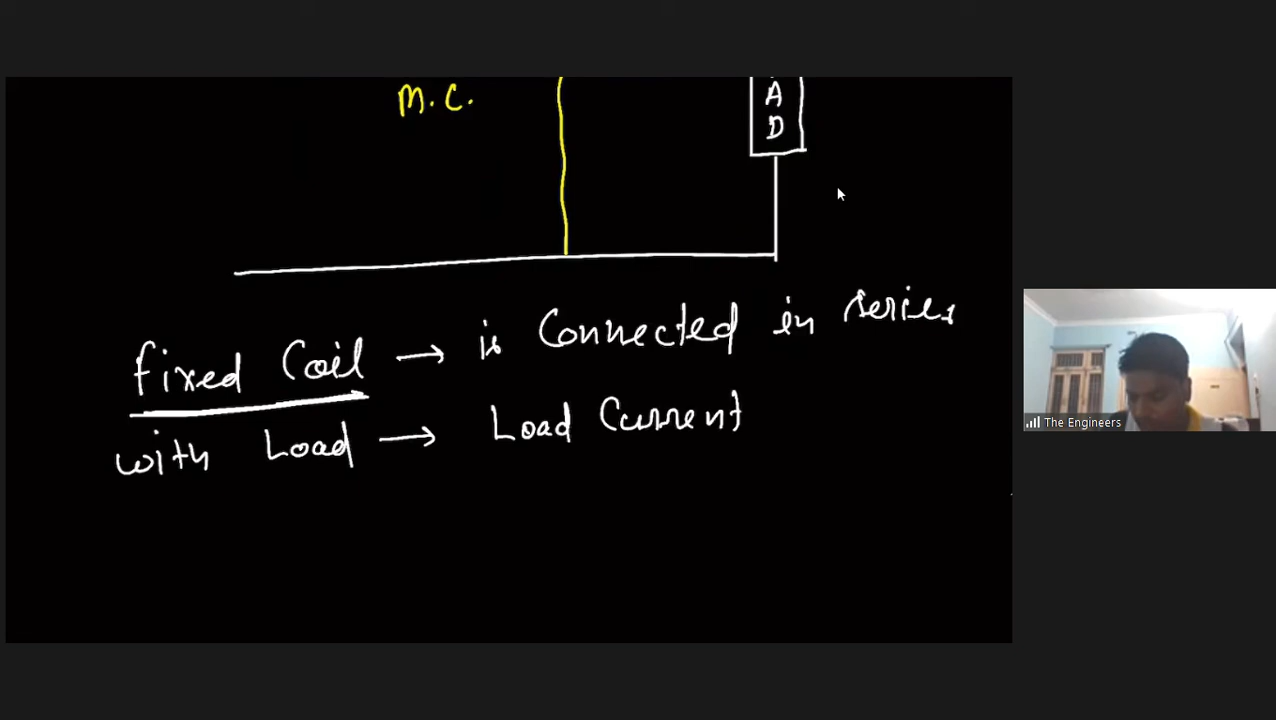 M.C.
A
D
fixed Coil → is Connected in series
with Load → Load Current
The Engineers